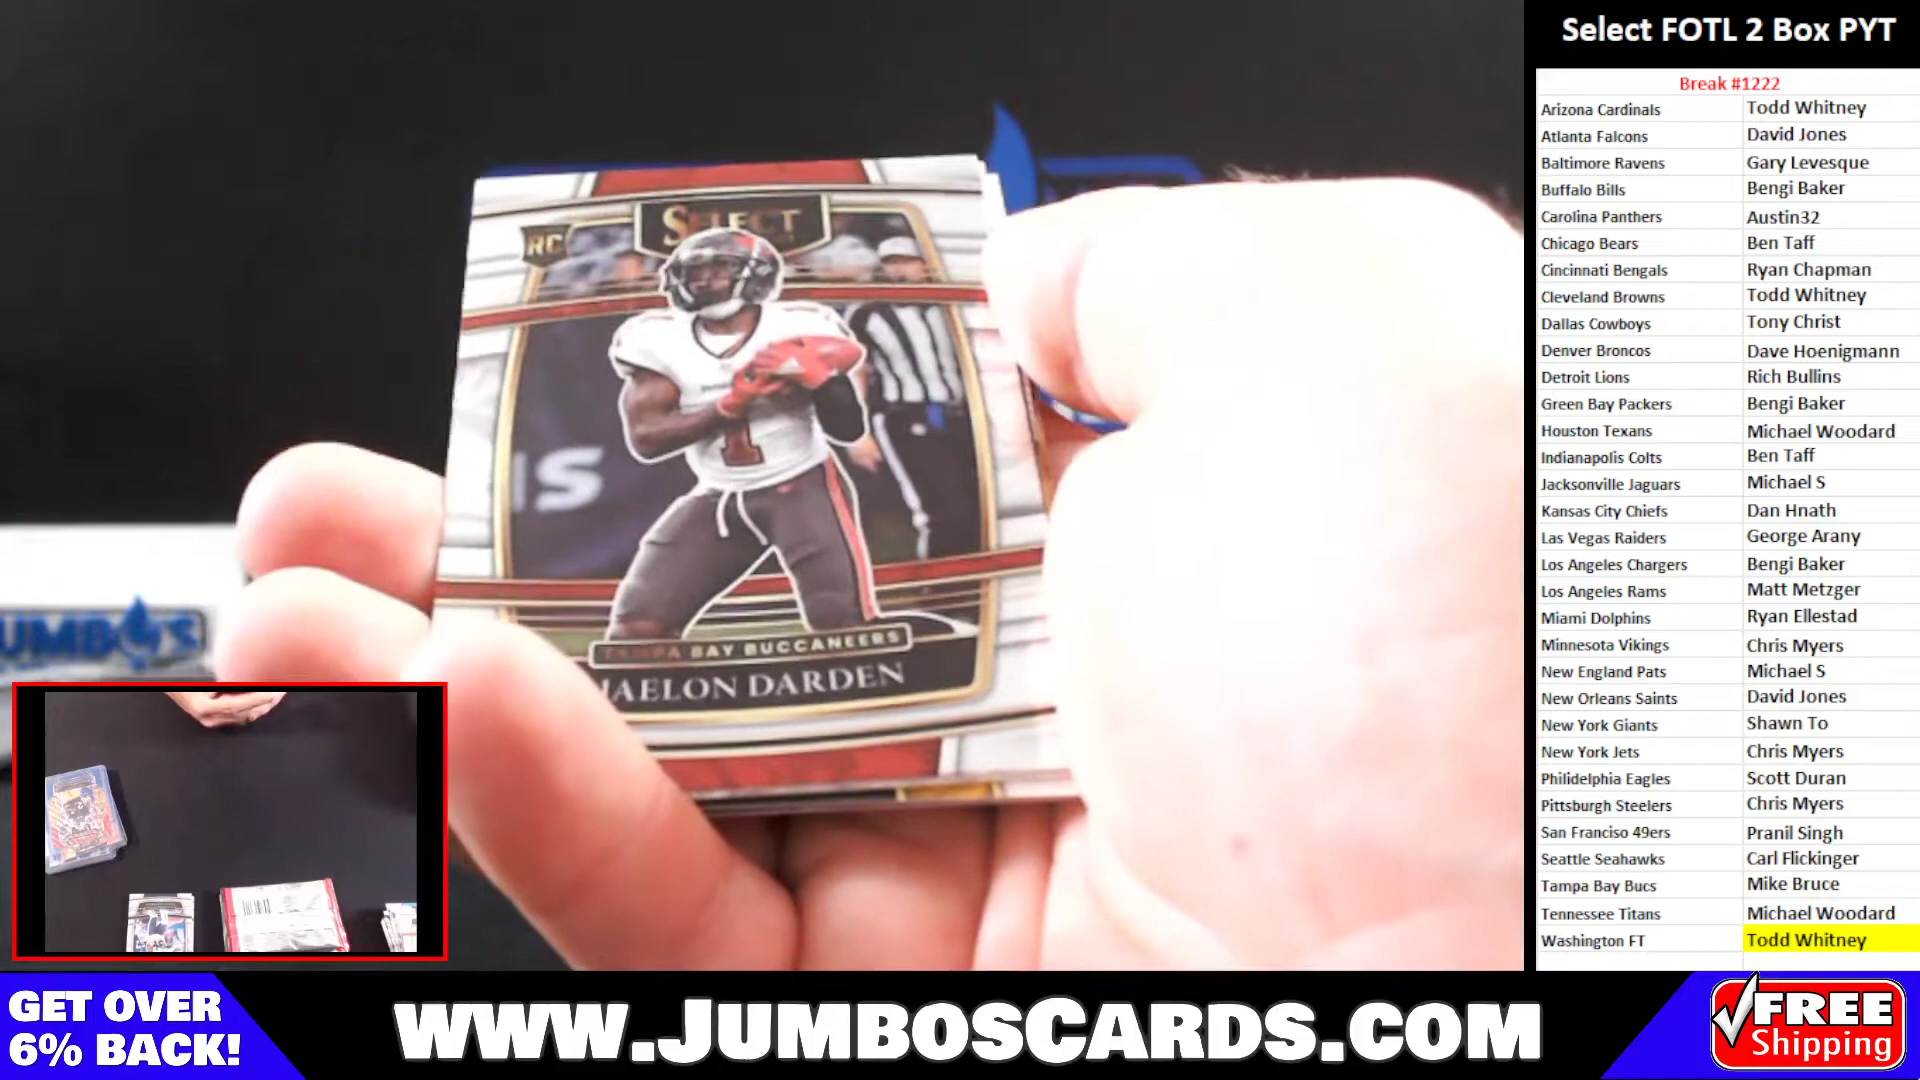 Select FOTL 2 Box PYT
Break #1222
Arizona Cardinals Todd Whitney
Atlanta Falcons David Jones
Baltimore Ravens Gary Levesque
Buffalo Bills Bengi Baker
Carolina Panthers Austin32
Chicago Bears Ben Taff
Cincinnati Bengals Ryan Chapman
Cleveland Browns Todd Whitney
Dallas Cowboys Tony Christ
Denver Broncos Dave Hoenigmann
Detroit Lions Rich Bullins
Green Bay Packers Bengi Baker
Houston Texans Michael Woodard
Indianapolis Colts Ben Taff
Jacksonville Jaguars Michael S
Kansas City Chiefs Dan Hnath
Las Vegas Raiders George Arany
Los Angeles Chargers Bengi Baker
Los Angeles Rams Matt Metzger
Miami Dolphins Ryan Ellestad
Minnesota Vikings Chris Myers
New England Pats Michael S
New Orleans Saints David Jones
New York Giants Shawn To
New York Jets Chris Myers
Philidelphia Eagles Scott Duran
Pittsburgh Steelers Chris Myers
San Franciso 49ers Pranil Singh
Seattle Seahawks Carl Flickinger
Tampa Bay Bucs Mike Bruce
Tennessee Titans Michael Woodard
Washington FT Todd Whitney
SELECT
RC
1
S
TAMPA BAY BUCCANEERS
JAELON DARDEN
UMBOS
GET OVER
6% BACK!
WWW.JUMBOSCARDS.COM
FREE
Shipping